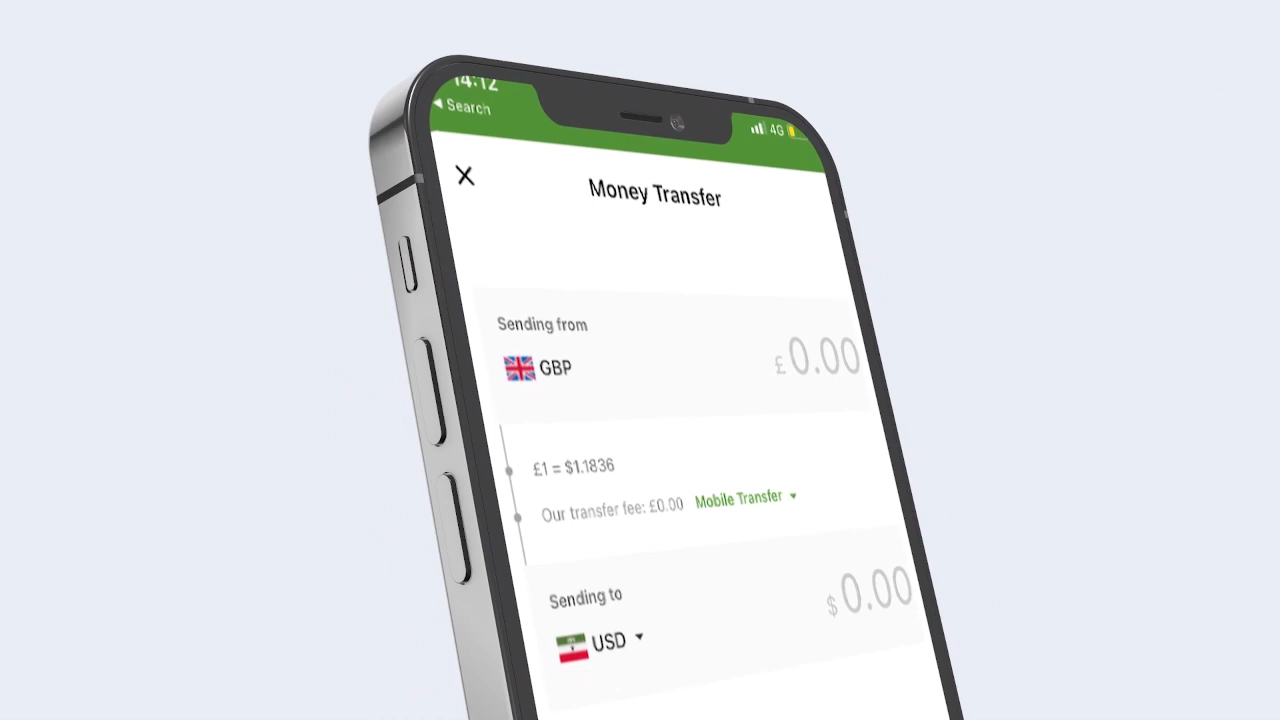 14:12
Search
4G
Money Transfer
Sending from
GBP
£ 0.00
£1 = $1.1836
Our transfer fee: £0.00 Mobile Transfer
Sending to
USD
$ 0.00